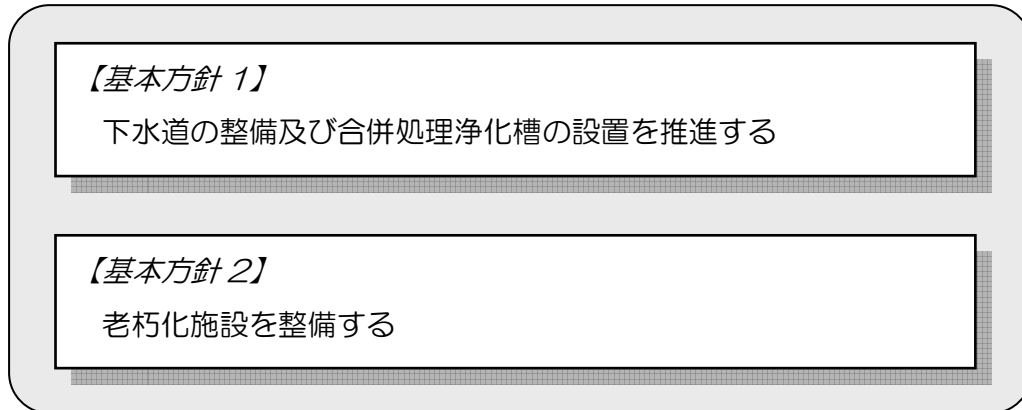 【基本方針 1】
下水道の整備及び合併処理浄化槽の設置を推進する
【基本方針 2】
老朽化施設を整備する